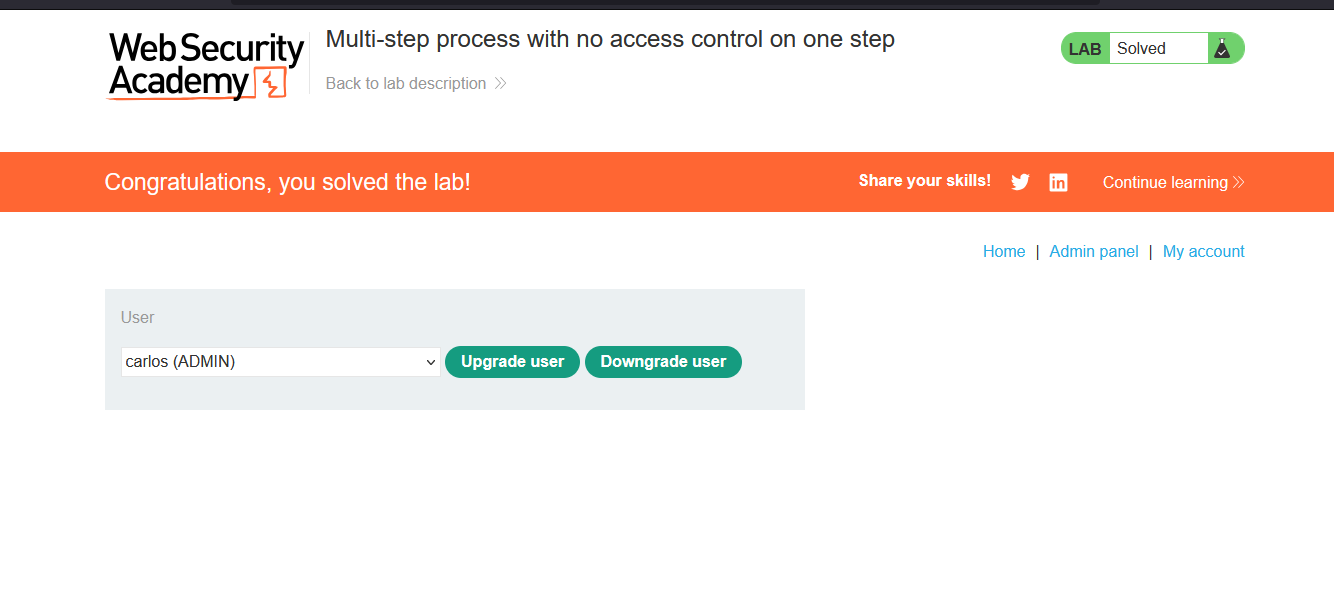 Web Security
Academy
Multi-step process with no access control on one step
Back to lab description
LAB Solved
Congratulations, you solved the lab!
Share your skills!
in
Continue learning
Home | Admin panel | My account
User
carlos (ADMIN)
Upgrade user
Downgrade user